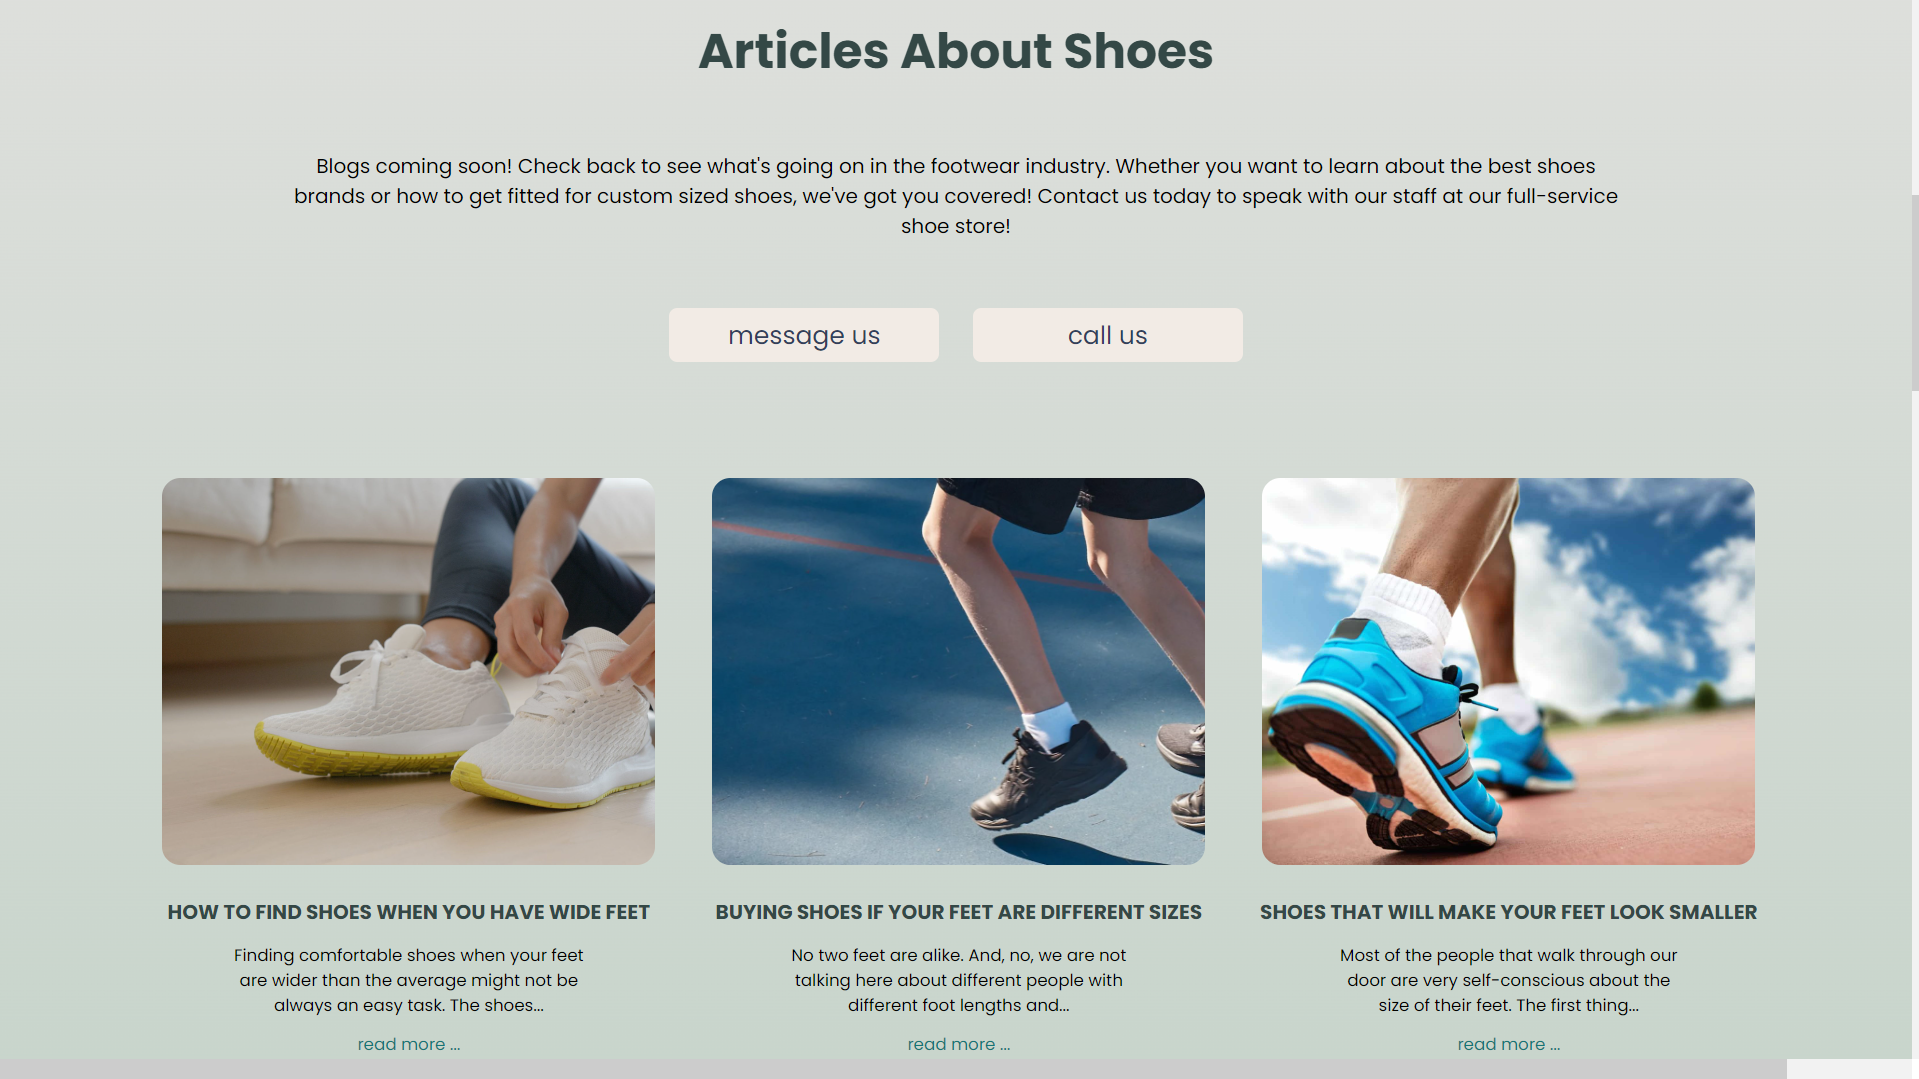 Articles About Shoes
Blogs coming soon! Check back to see what's going on in the footwear industry. Whether you want to learn about the best shoes
brands or how to get fitted for custom sized shoes, we've got you covered! Contact us today to speak with our staff at our full-service
shoe store!
message us
call us
HOW TO FIND SHOES WHEN YOU HAVE WIDE FEET
Finding comfortable shoes when your feet
are wider than the average might not be
always an easy task. The shoes...
read more ...
BUYING SHOES IF YOUR FEET ARE DIFFERENT SIZES
No two feet are alike. And, no, we are not
talking here about different people with
different foot lengths and...
read more ...
SHOES THAT WILL MAKE YOUR FEET LOOK SMALLER
Most of the people that walk through our
door are very self-conscious about the
size of their feet. The first thing...
read more ...